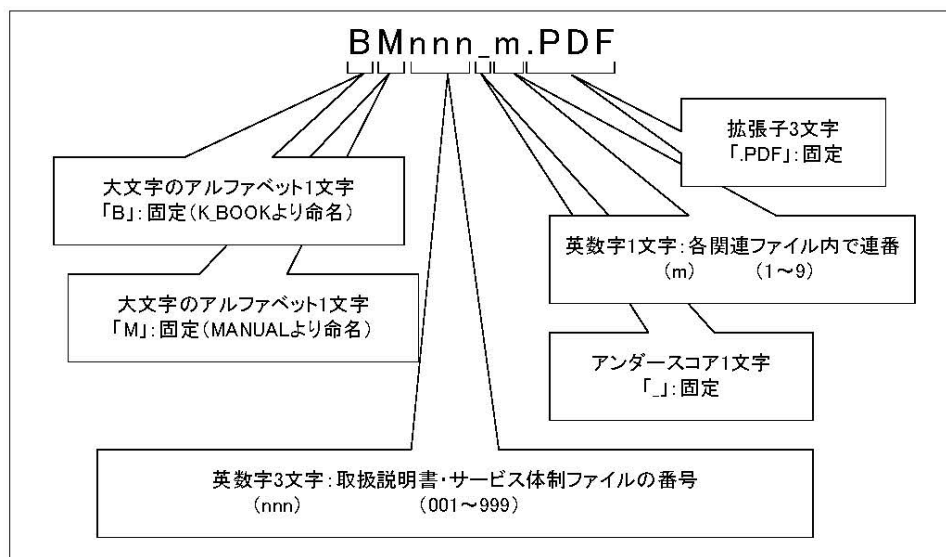 BMnnn_m.PDF
拡張子3文字
「.PDF」:固定
大文字のアルファベット1文字
「B」:固定(K_BOOKより命名)
英数字1文字:各関連ファイル内で連番
(m) (1～9)
大文字のアルファベット1文字
「M」:固定(MANUALより命名)
アンダースコア1文字
「_」:固定
英数字3文字:取扱説明書・サービス体制ファイルの番号
(nnn) (001～999)